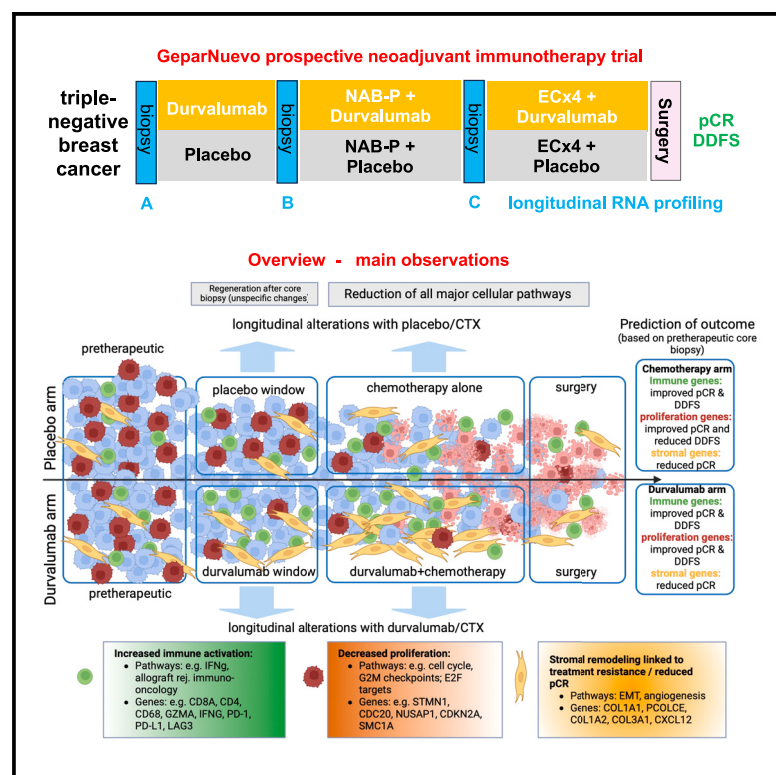 GeparNuevo prospective neoadjuvant immunotherapy trial
triple-
negative
breast
cancer
biopsy
Durvalumab
Placebo
biopsy
NAB-P +
Durvalumab
NAB-P +
Placebo
biopsy
ECx4 +
Durvalumab
ECx4 +
Placebo
Surgery
pCR
DDFS
A
B
C
longitudinal RNA profiling
Overview - main observations
Regeneration after core
biopsy (unspecific changes)
Reduction of all major cellular pathways
longitudinal alterations with placebo/CTX
Prediction of outcome
(based on pretherapeutic core
biopsy)
Placebo arm
pretherapeutic
placebo window
chemotherapy alone
surgery
Chemotherapy arm
Immune genes:
improved pCR &
DDFS
proliferation genes:
improved pCR and
reduced DDFS
stromal genes:
reduced pCR
Durvalumab arm
pretherapeutic
durvalumab window
durvalumab+chemotherapy
surgery
Durvalumab arm
Immune genes:
improved pCR &
DDFS
proliferation genes:
improved pCR &
DDFS
stromal genes:
reduced pCR
longitudinal alterations with durvalumab/CTX
Increased immune activation:
• Pathways: e.g. IFNg,
allograft rej. immuno-
oncology
• Genes: e.g. CD8A, CD4,
CD68, GZMA, IFNG, PD-1,
PD-L1, LAG3
Decreased proliferation:
• Pathways: e.g. cell cycle,
G2M checkpoints; E2F
targets
• Genes: e.g. STMN1,
CDC20, NUSAP1, CDKN2A,
SMC1A
Stromal remodeling linked to
treatment resistance / reduced
pCR
• Pathways: EMT, angiogenesis
• Genes: COL1A1, PCOLCE,
C0L1A2, COL3A1, CXCL12